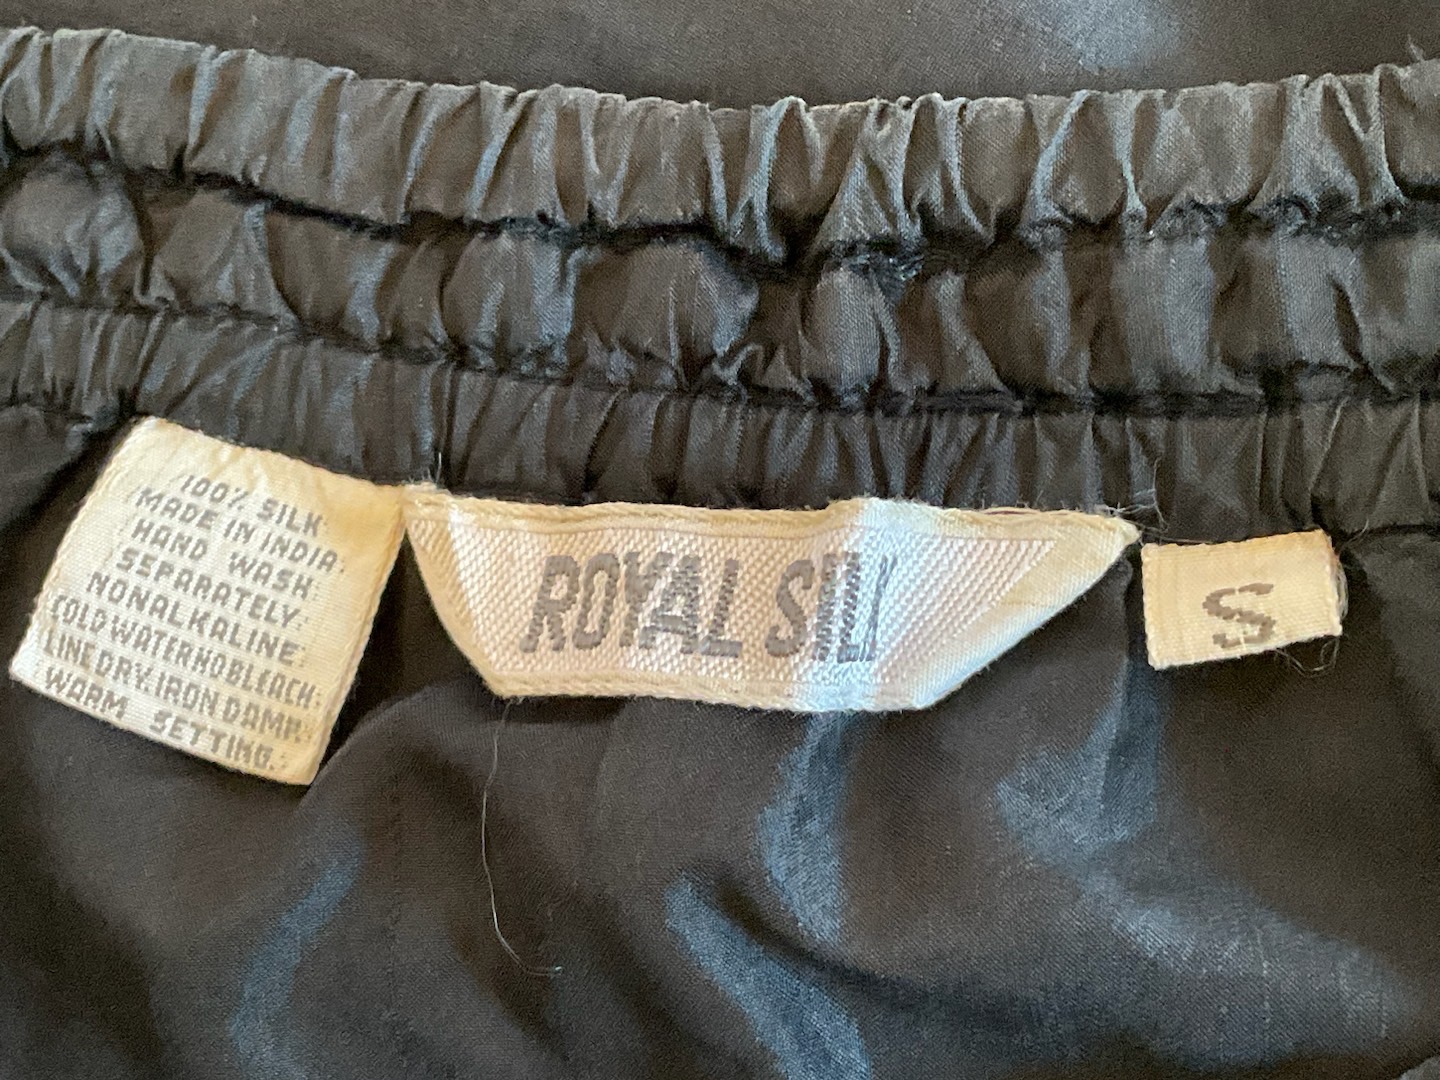 100% SILK
MADE IN INDIA.
HAND WASK
SEPARATELY.
NONALKALINE
COLD WATER NO BLEACH.
LINE DRY. IRON DAMP.
WARM SETTING.
ROYAL SILK
S